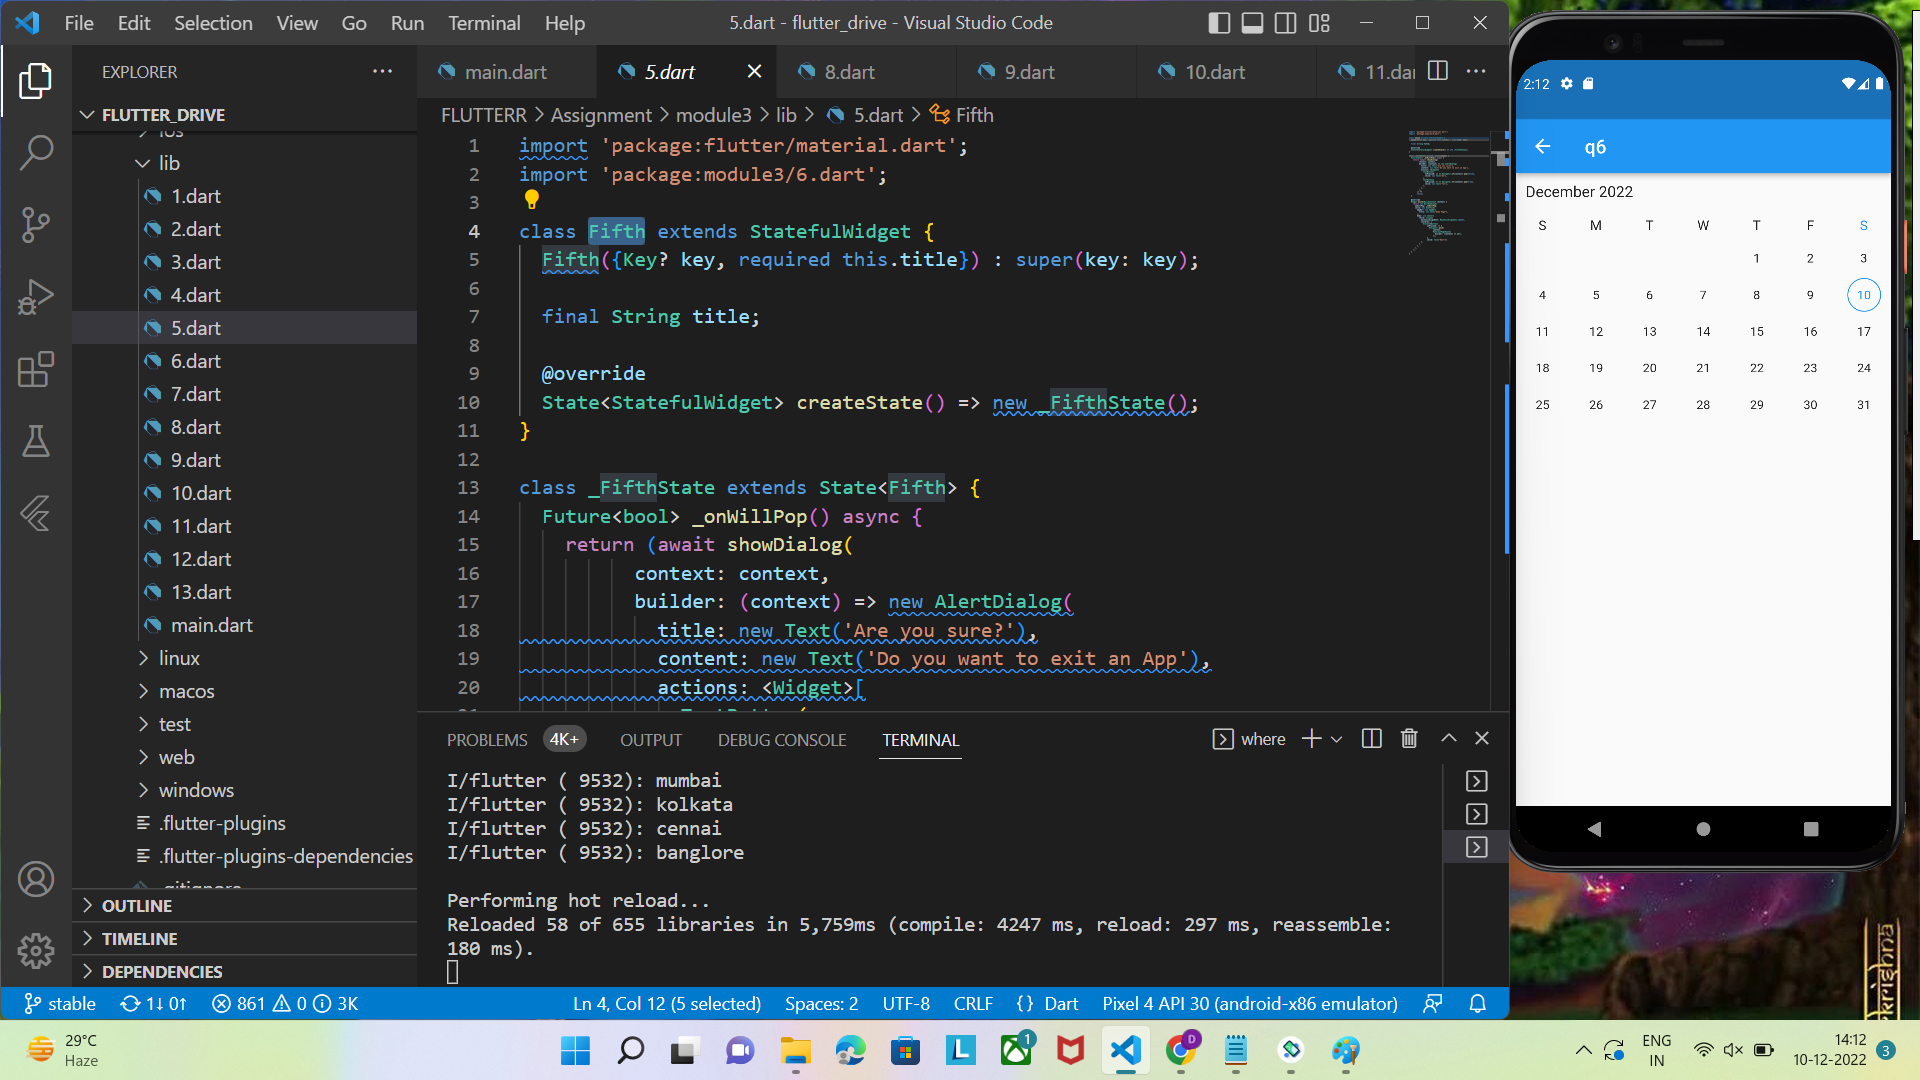 File Edit Selection View Go Run Terminal Help
5.dart - flutter_drive - Visual Studio Code
EXPLORER
FLUTTER_DRIVE
ios
lib
1.dart
2.dart
3.dart
4.dart
5.dart
6.dart
7.dart
8.dart
9.dart
10.dart
11.dart
12.dart
13.dart
main.dart
linux
macos
test
web
windows
.flutter-plugins
.flutter-plugins-dependencies
.gitignore
OUTLINE
TIMELINE
DEPENDENCIES
main.dart 5.dart 8.dart 9.dart 10.dart 11.dar
FLUTTERR > Assignment > module3 > lib > 5.dart > Fifth
1 import 'package:flutter/material.dart';
2 import 'package:module3/6.dart';
3
4 class Fifth extends StatefulWidget {
5 Fifth({Key? key, required this.title}) : super(key: key);
6
7 final String title;
8
9 @override
10 State<StatefulWidget> createState() => new _FifthState();
11 }
12
13 class _FifthState extends State<Fifth> {
14 Future<bool> _onWillPop() async {
15 return (await showDialog(
16 context: context,
17 builder: (context) => new AlertDialog(
18 title: new Text('Are you sure?'),
19 content: new Text('Do you want to exit an App'),
20 actions: <Widget>[
21 TextButton(
PROBLEMS 4K+ OUTPUT DEBUG CONSOLE TERMINAL where
I/flutter ( 9532): mumbai
I/flutter ( 9532): kolkata
I/flutter ( 9532): cennai
I/flutter ( 9532): banglore
Performing hot reload...
Reloaded 58 of 655 libraries in 5,759ms (compile: 4247 ms, reload: 297 ms, reassemble:
180 ms).
stable 1↓ 0↑ 861 0 3K Ln 4, Col 12 (5 selected) Spaces: 2 UTF-8 CRLF {} Dart Pixel 4 API 30 (android-x86 emulator)
2:12
q6
December 2022
S M T W T F S
1 2 3
4 5 6 7 8 9 10
11 12 13 14 15 16 17
18 19 20 21 22 23 24
25 26 27 28 29 30 31
krishna
29°C
Haze
L
1
D
ENG
IN
14:12
10-12-2022
3